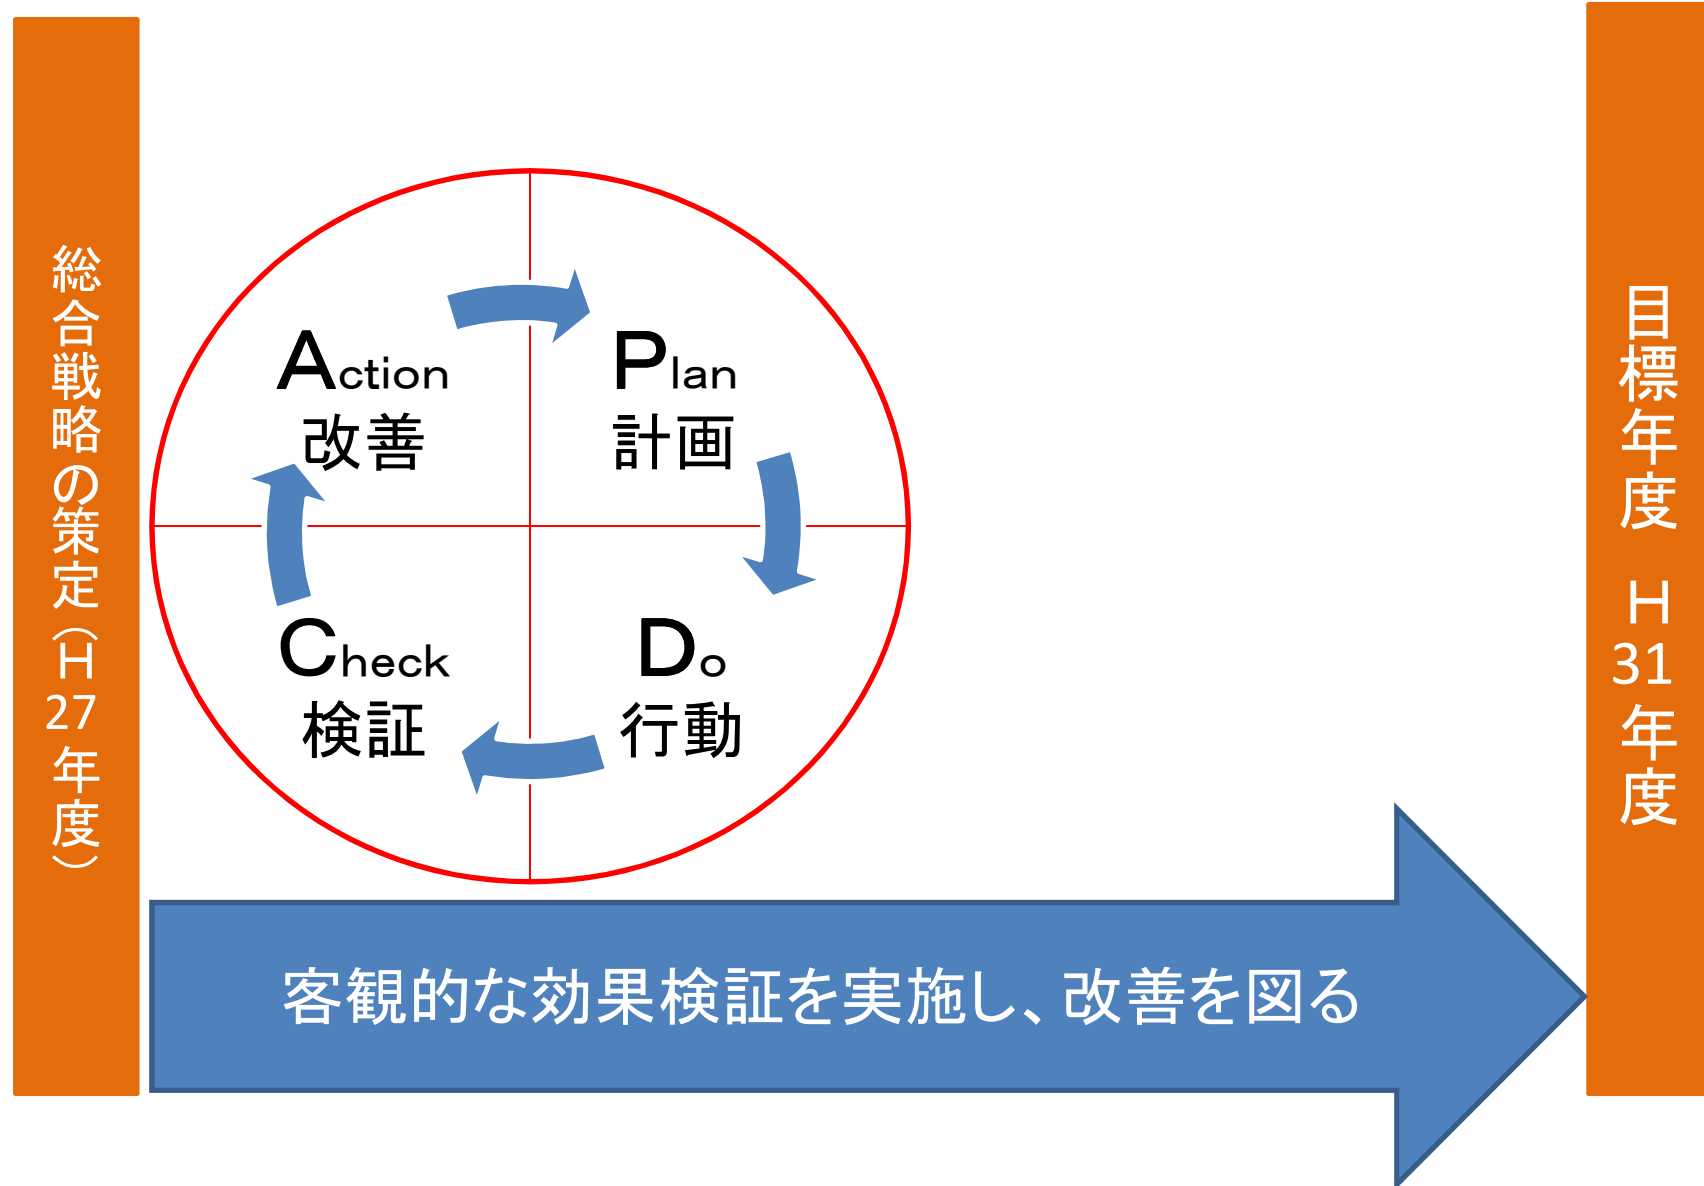 総合戦略の策定（Ｈ27年度）
Action
改善
Plan
計画
Check
検証
Do
行動
客観的な効果検証を実施し、改善を図る
目標年度　Ｈ31年度